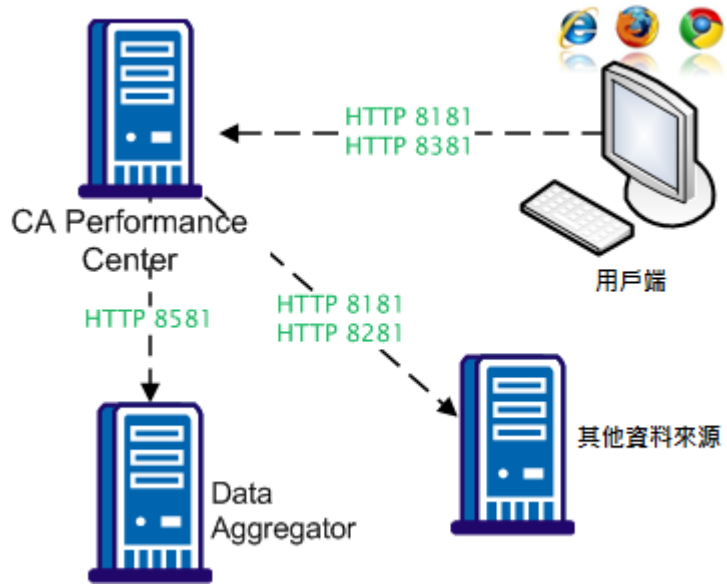 HTTP 8181
HTTP 8381
CA Performance
Center
用戶端
HTTP 8581
HTTP 8181
HTTP 8281
其他資料來源
Data
Aggregator